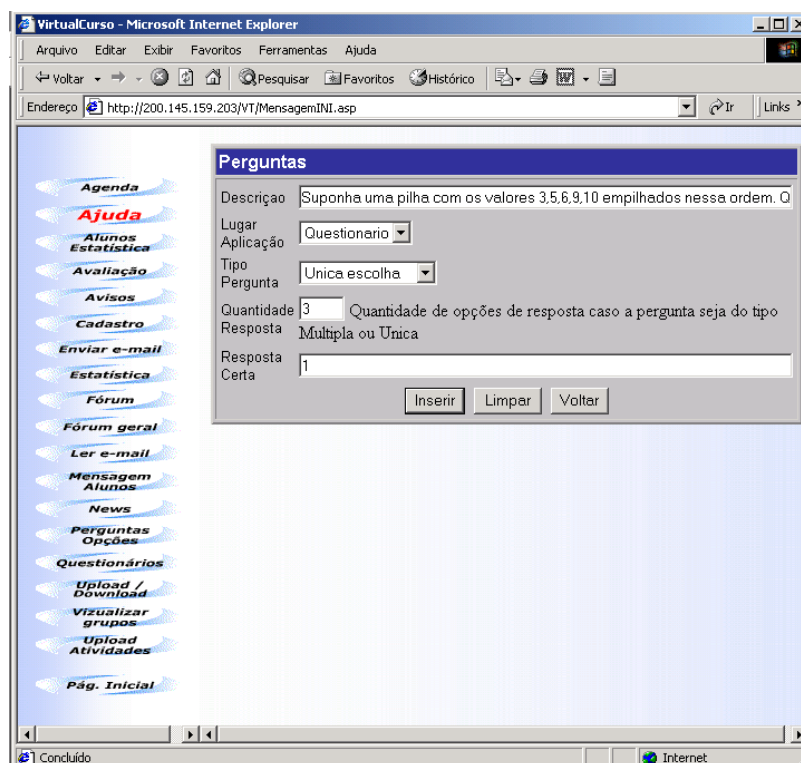 VirtualCurso - Microsoft Internet Explorer
Arquivo Editar Exibir Favoritos Ferramentas Ajuda
Voltar Pesquisar Favoritos Histórico
Endereço http://200.145.159.203/VT/MensagemINI.asp Ir Links
Agenda
Ajuda
Alunos
Estatística
Avaliação
Avisos
Cadastro
Enviar e-mail
Estatística
Fórum
Fórum geral
Ler e-mail
Mensagem
Alunos
News
Perguntas
Opções
Questionários
Upload /
Download
Vizualizar
grupos
Upload
Atividades
Pág. Inicial
Perguntas
Descriçao Suponha uma pilha com os valores 3,5,6,9,10 empilhados nessa ordem. Q
Lugar
Aplicação Questionario
Tipo
Pergunta Unica escolha
Quantidade
Resposta 3 Quantidade de opções de resposta caso a pergunta seja do tipo
Multipla ou Unica
Resposta
Certa 1
Inserir Limpar Voltar
Concluído Internet